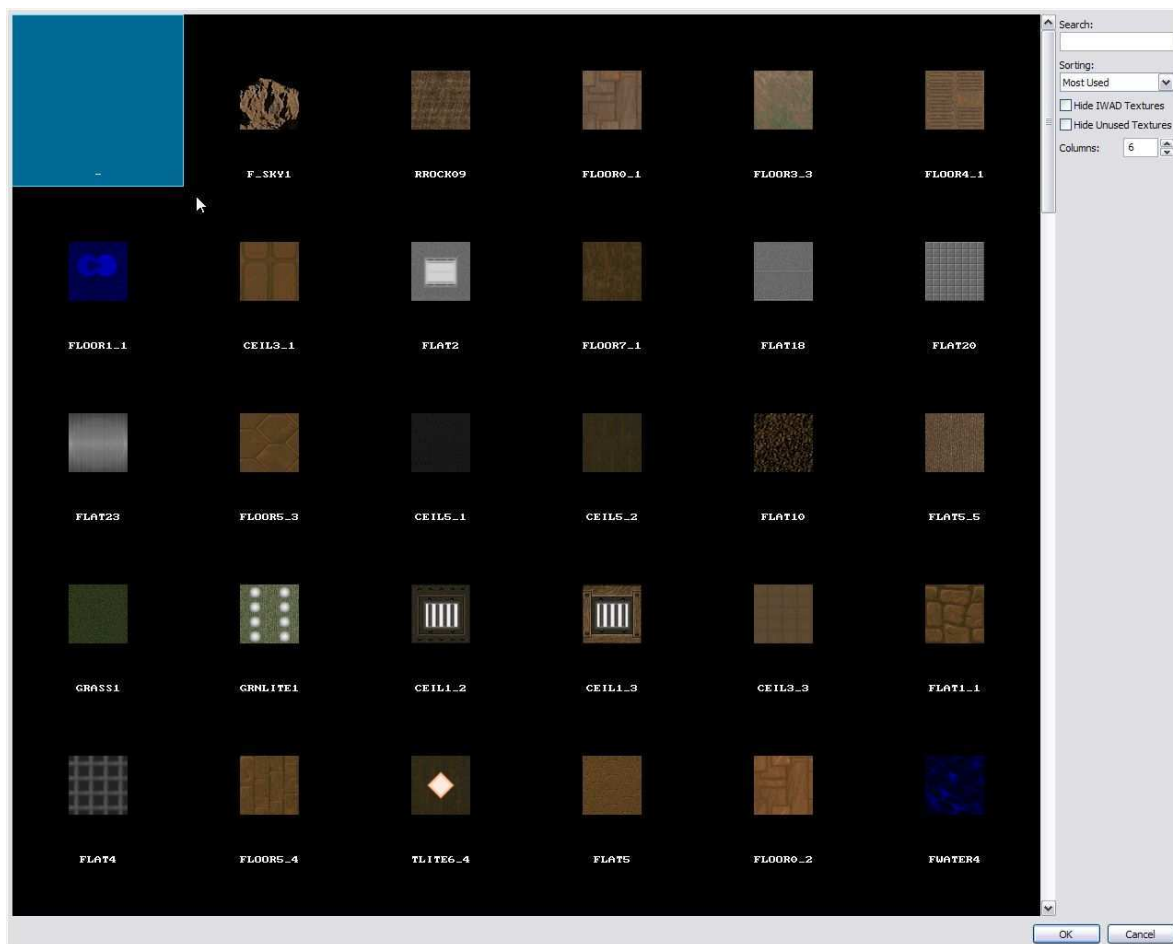 Search:
Sorting:
Most Used
Hide IWAD Textures
Hide Unused Textures
Columns: 6
-
F_SKY1
RROCK09
FLOOR0_1
FLOOR3_3
FLOOR4_1
FLOOR1_1
CEIL3_1
FLAT2
FLOOR7_1
FLAT18
FLAT20
FLAT23
FLOOR5_3
CEIL5_1
CEIL5_2
FLAT10
FLAT5_5
GRASS1
GRNLITE1
CEIL1_2
CEIL1_3
CEIL3_3
FLAT1_1
FLAT4
FLOOR5_4
TLITE6_4
FLAT5
FLOOR0_2
FWATER4
OK
Cancel